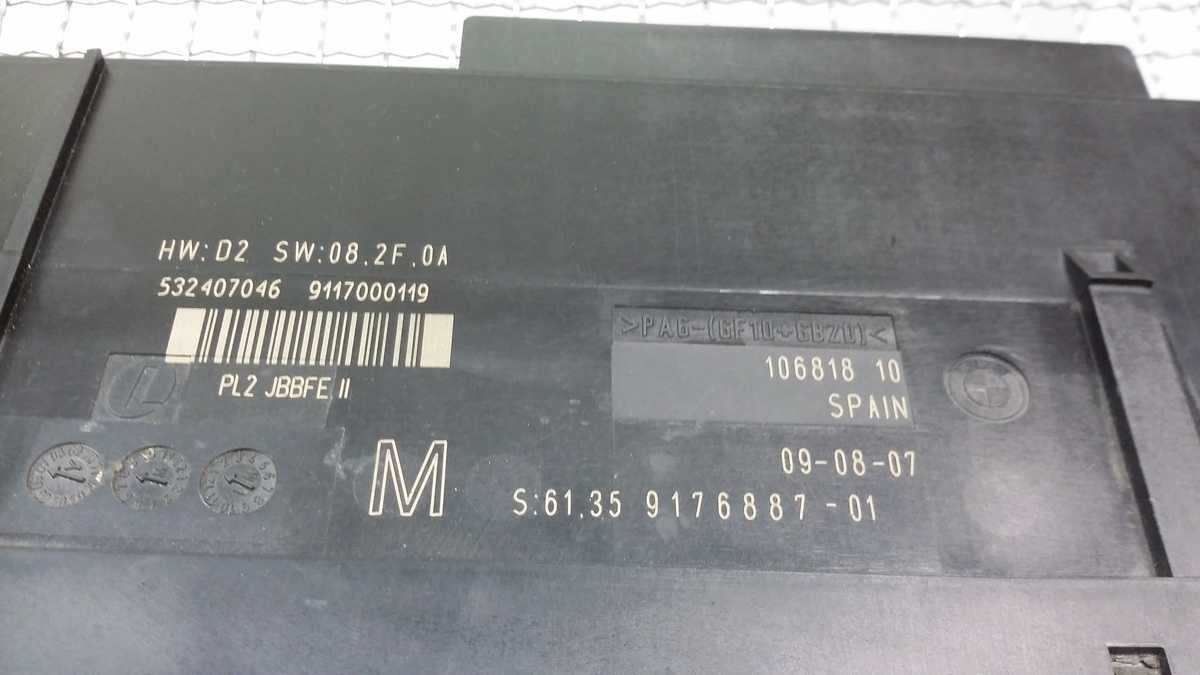 HW:D2 SW:08.2F.0A
532407046 9117000119
PL2 JBBFE II
>PA6-(GF10+GB20)<
106818 10
SPAIN
09-08-07
M
S:61.35 9176887-01